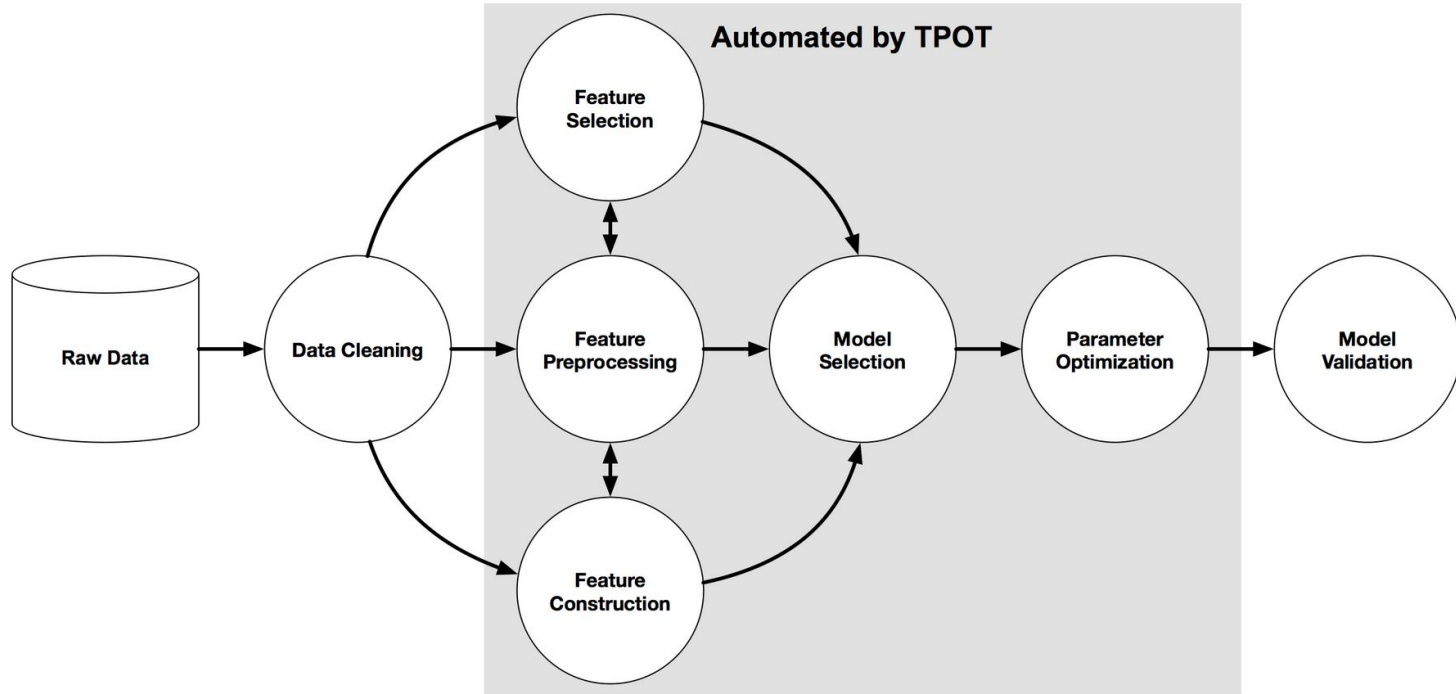 Automated by TPOT
Feature
Selection
Raw Data
Data Cleaning
Feature
Preprocessing
Model
Selection
Parameter
Optimization
Model
Validation
Feature
Construction